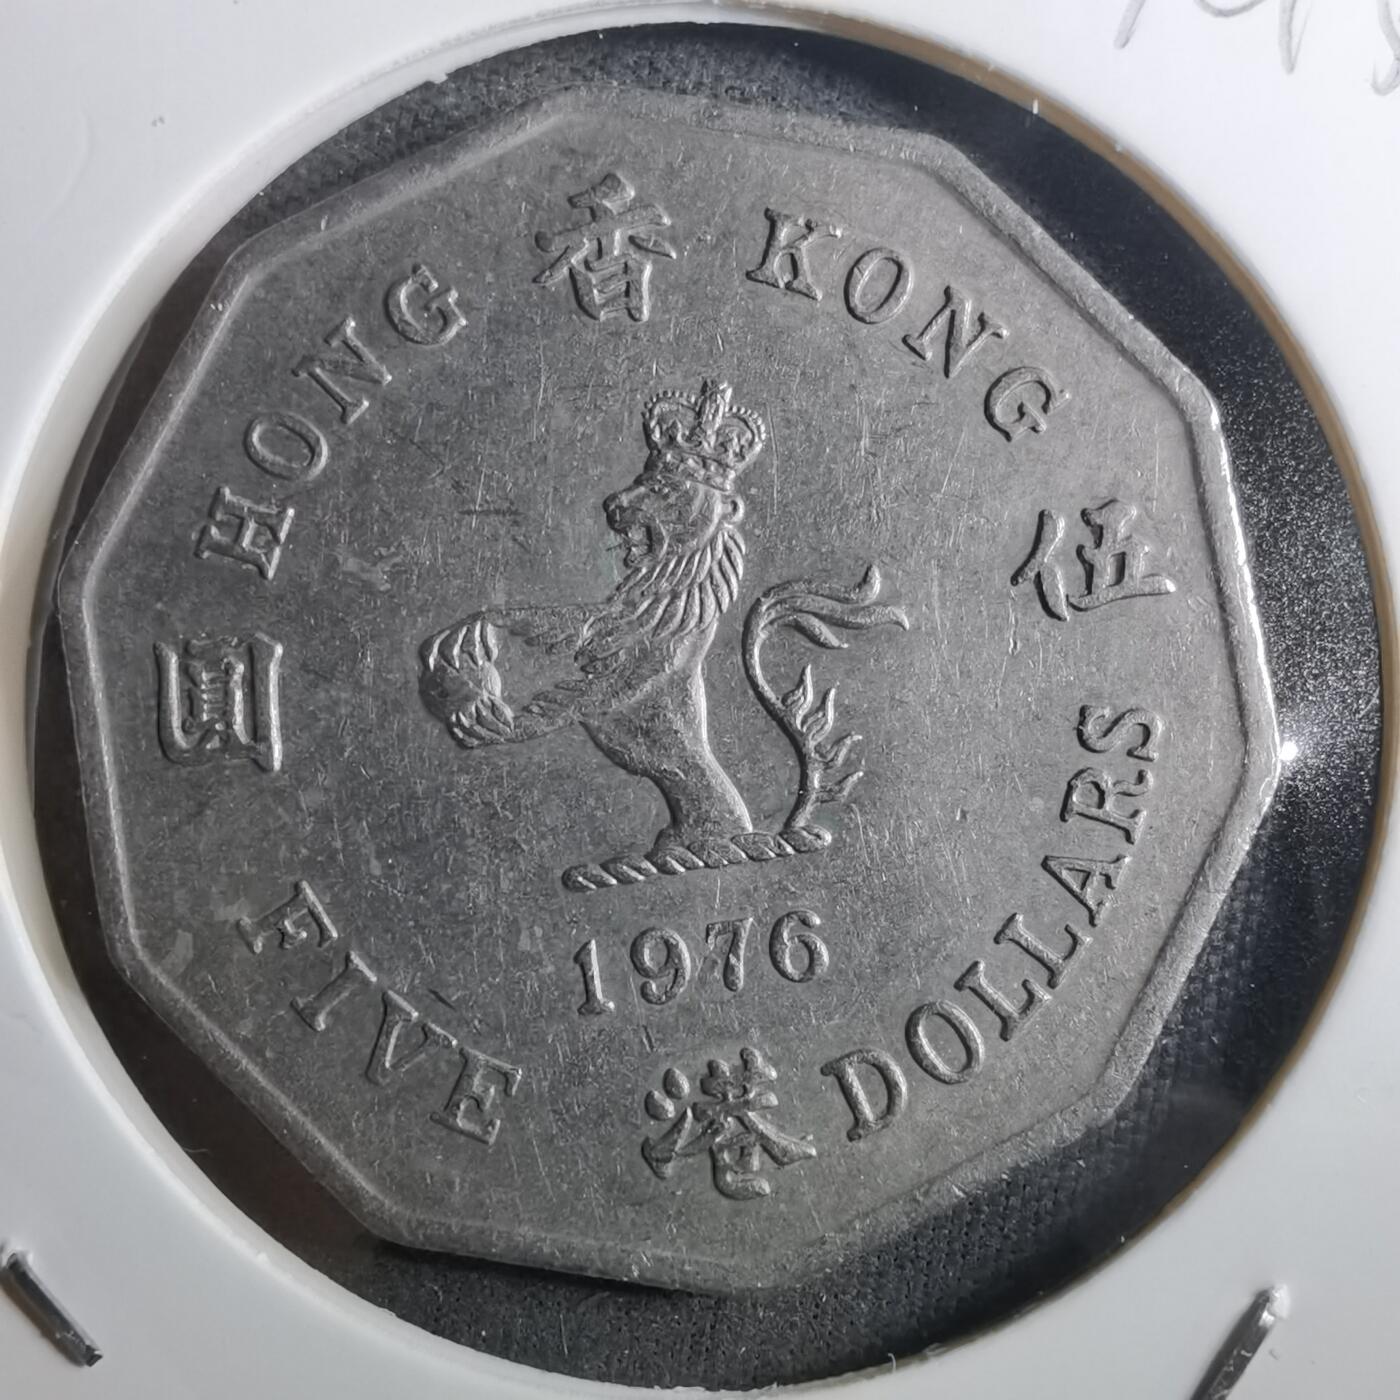 HONG 香 KONG
圓 伍
1976
FIVE 港 DOLLARS